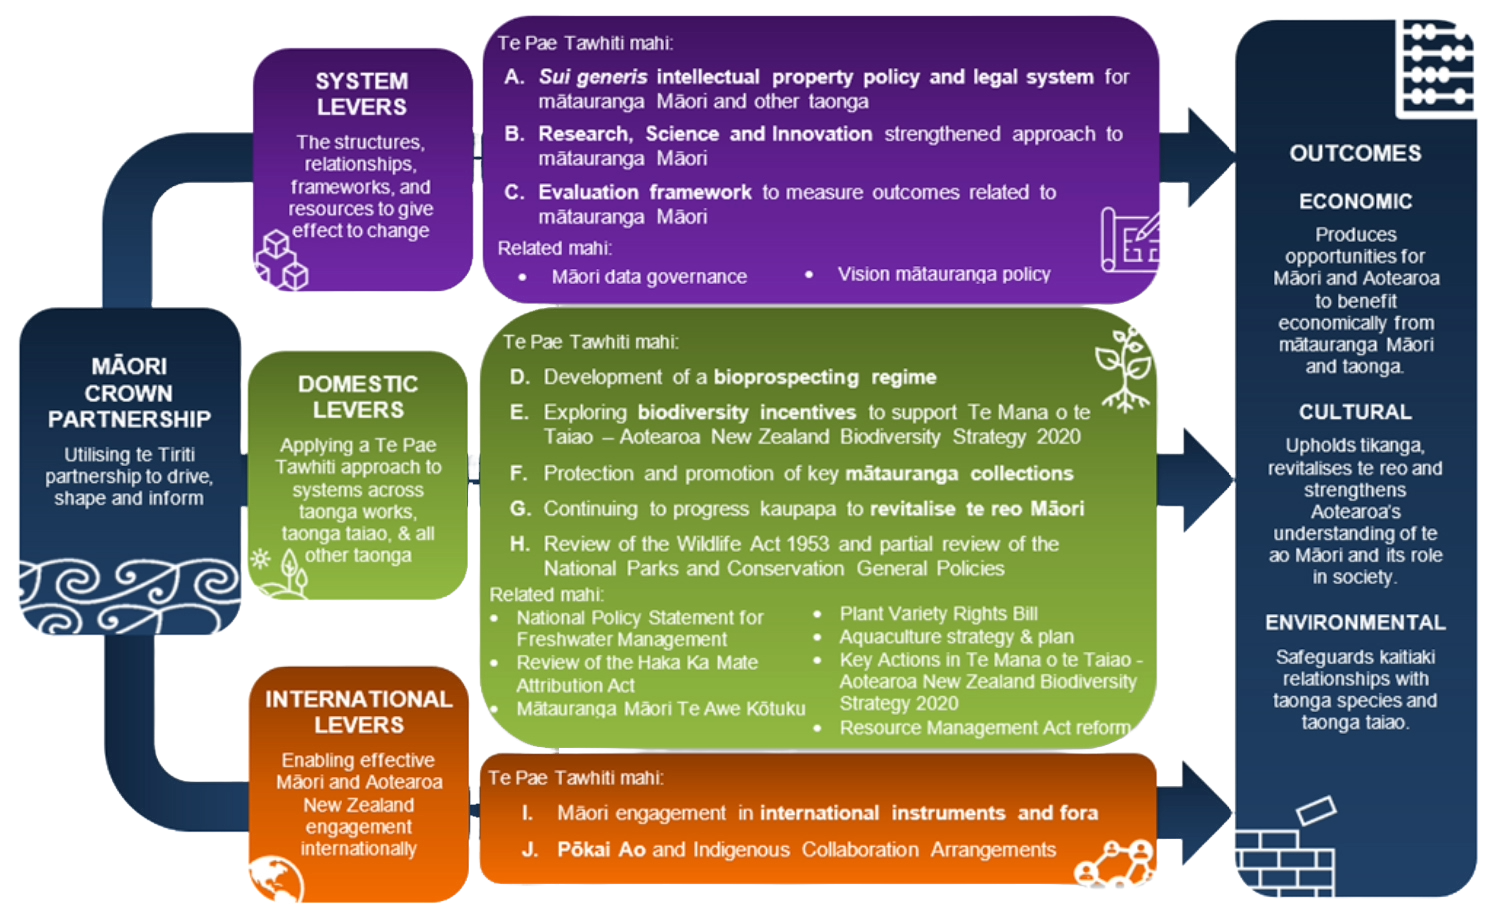 MĀORI
CROWN
PARTNERSHIP
Utilising te Tiriti
partnership to drive,
shape and inform
SYSTEM
LEVERS
The structures,
relationships,
frameworks, and
resources to give
effect to change
Te Pae Tawhiti mahi:
A. Sui generis intellectual property policy and legal system for
mātauranga Māori and other taonga
B. Research, Science and Innovation strengthened approach to
mātauranga Māori
C. Evaluation framework to measure outcomes related to
mātauranga Māori
Related mahi:
• Māori data governance
• Vision mātauranga policy
DOMESTIC
LEVERS
Applying a Te Pae
Tawhiti approach to
systems across
taonga works,
taonga taiao, & all
other taonga
Te Pae Tawhiti mahi:
D. Development of a bioprospecting regime
E. Exploring biodiversity incentives to support Te Mana o te
Taiao – Aotearoa New Zealand Biodiversity Strategy 2020
F. Protection and promotion of key mātauranga collections
G. Continuing to progress kaupapa to revitalise te reo Māori
H. Review of the Wildlife Act 1953 and partial review of the
National Parks and Conservation General Policies
Related mahi:
• National Policy Statement for
Freshwater Management
• Review of the Haka Ka Mate
Attribution Act
• Mātauranga Māori Te Awe Kōtuku
• Plant Variety Rights Bill
• Aquaculture strategy & plan
• Key Actions in Te Mana o te Taiao -
Aotearoa New Zealand Biodiversity
Strategy 2020
• Resource Management Act reform
INTERNATIONAL
LEVERS
Enabling effective
Māori and Aotearoa
New Zealand
engagement
internationally
Te Pae Tawhiti mahi:
I. Māori engagement in international instruments and fora
J. Pōkai Ao and Indigenous Collaboration Arrangements
OUTCOMES
ECONOMIC
Produces
opportunities for
Māori and Aotearoa
to benefit
economically from
mātauranga Māori
and taonga.
CULTURAL
Upholds tikanga,
revitalises te reo and
strengthens
Aotearoa's
understanding of te
ao Māori and its role
in society.
ENVIRONMENTAL
Safeguards kaitiaki
relationships with
taonga species and
taonga taiao.